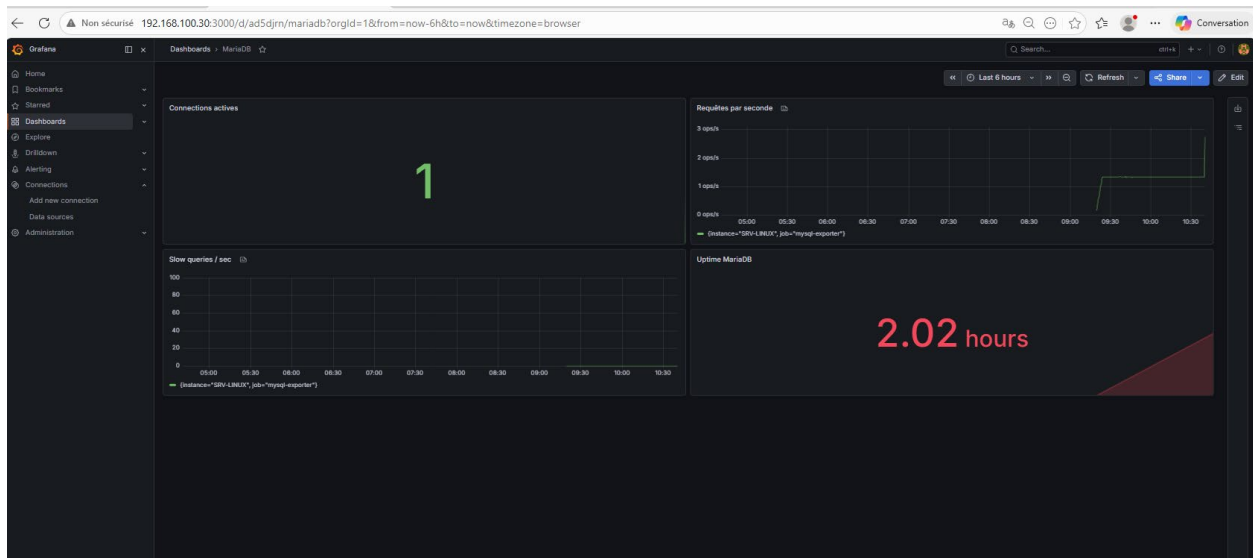 Non sécurisé 192.168.100.30:3000/d/ad5djrn/mariadb?orgId=1&from=now-6h&to=now&timezone=browser
Conversation
Grafana
Dashboards › MariaDB
Search...
ctrl+k
Home
Bookmarks
Starred
Dashboards
Explore
Drilldown
Alerting
Connections
Add new connection
Data sources
Administration
Last 6 hours
Refresh
Share
Edit
Connections actives
1
Requêtes par seconde
3 ops/s
2 ops/s
1 ops/s
0 ops/s
05:00 05:30 06:00 06:30 07:00 07:30 08:00 08:30 09:00 09:30 10:00 10:30
{instance="SRV-LINUX", job="mysql-exporter"}
Slow queries / sec
100
80
60
40
20
0
05:00 05:30 06:00 06:30 07:00 07:30 08:00 08:30 09:00 09:30 10:00 10:30
{instance="SRV-LINUX", job="mysql-exporter"}
Uptime MariaDB
2.02 hours